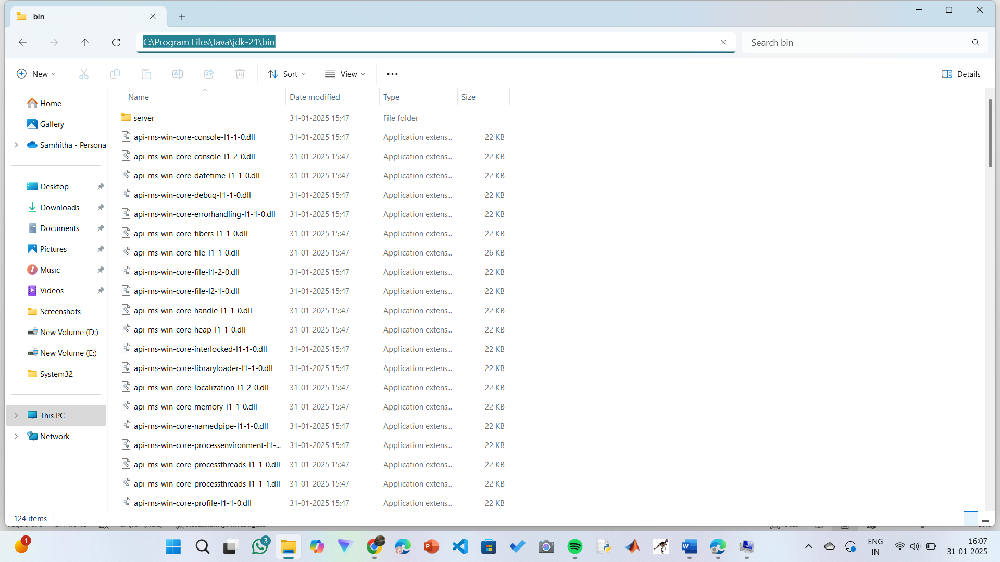 bin
C:\Program Files\Java\jdk-21\bin
Search bin
New
Sort
View
Details
Name Date modified Type Size
Home
Gallery
Samhitha - Persona
Desktop
Downloads
Documents
Pictures
Music
Videos
Screenshots
New Volume (D:)
New Volume (E:)
System32
This PC
Network
server 31-01-2025 15:47 File folder
api-ms-win-core-console-l1-1-0.dll 31-01-2025 15:47 Application extens... 22 KB
api-ms-win-core-console-l1-2-0.dll 31-01-2025 15:47 Application extens... 22 KB
api-ms-win-core-datetime-l1-1-0.dll 31-01-2025 15:47 Application extens... 22 KB
api-ms-win-core-debug-l1-1-0.dll 31-01-2025 15:47 Application extens... 22 KB
api-ms-win-core-errorhandling-l1-1-0.dll 31-01-2025 15:47 Application extens... 22 KB
api-ms-win-core-fibers-l1-1-0.dll 31-01-2025 15:47 Application extens... 22 KB
api-ms-win-core-file-l1-1-0.dll 31-01-2025 15:47 Application extens... 26 KB
api-ms-win-core-file-l1-2-0.dll 31-01-2025 15:47 Application extens... 22 KB
api-ms-win-core-file-l2-1-0.dll 31-01-2025 15:47 Application extens... 22 KB
api-ms-win-core-handle-l1-1-0.dll 31-01-2025 15:47 Application extens... 22 KB
api-ms-win-core-heap-l1-1-0.dll 31-01-2025 15:47 Application extens... 22 KB
api-ms-win-core-interlocked-l1-1-0.dll 31-01-2025 15:47 Application extens... 22 KB
api-ms-win-core-libraryloader-l1-1-0.dll 31-01-2025 15:47 Application extens... 22 KB
api-ms-win-core-localization-l1-2-0.dll 31-01-2025 15:47 Application extens... 22 KB
api-ms-win-core-memory-l1-1-0.dll 31-01-2025 15:47 Application extens... 22 KB
api-ms-win-core-namedpipe-l1-1-0.dll 31-01-2025 15:47 Application extens... 22 KB
api-ms-win-core-processenvironment-l1-... 31-01-2025 15:47 Application extens... 22 KB
api-ms-win-core-processthreads-l1-1-0.dll 31-01-2025 15:47 Application extens... 22 KB
api-ms-win-core-processthreads-l1-1-1.dll 31-01-2025 15:47 Application extens... 22 KB
api-ms-win-core-profile-l1-1-0.dll 31-01-2025 15:47 Application extens... 22 KB
124 items
1
3
ENG
IN
16:07
31-01-2025